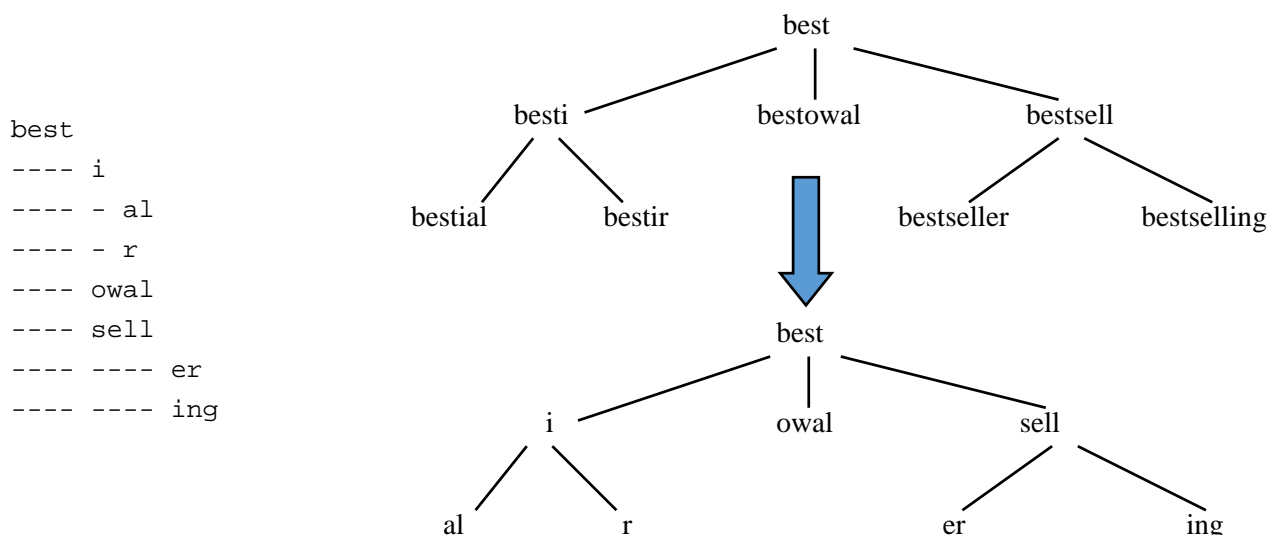 best
---- i
---- - al
---- - r
---- owal
---- sell
---- ---- er
---- ---- ing
best
besti bestowal bestsell
bestial bestir bestseller bestselling
best
i owal sell
al r er ing